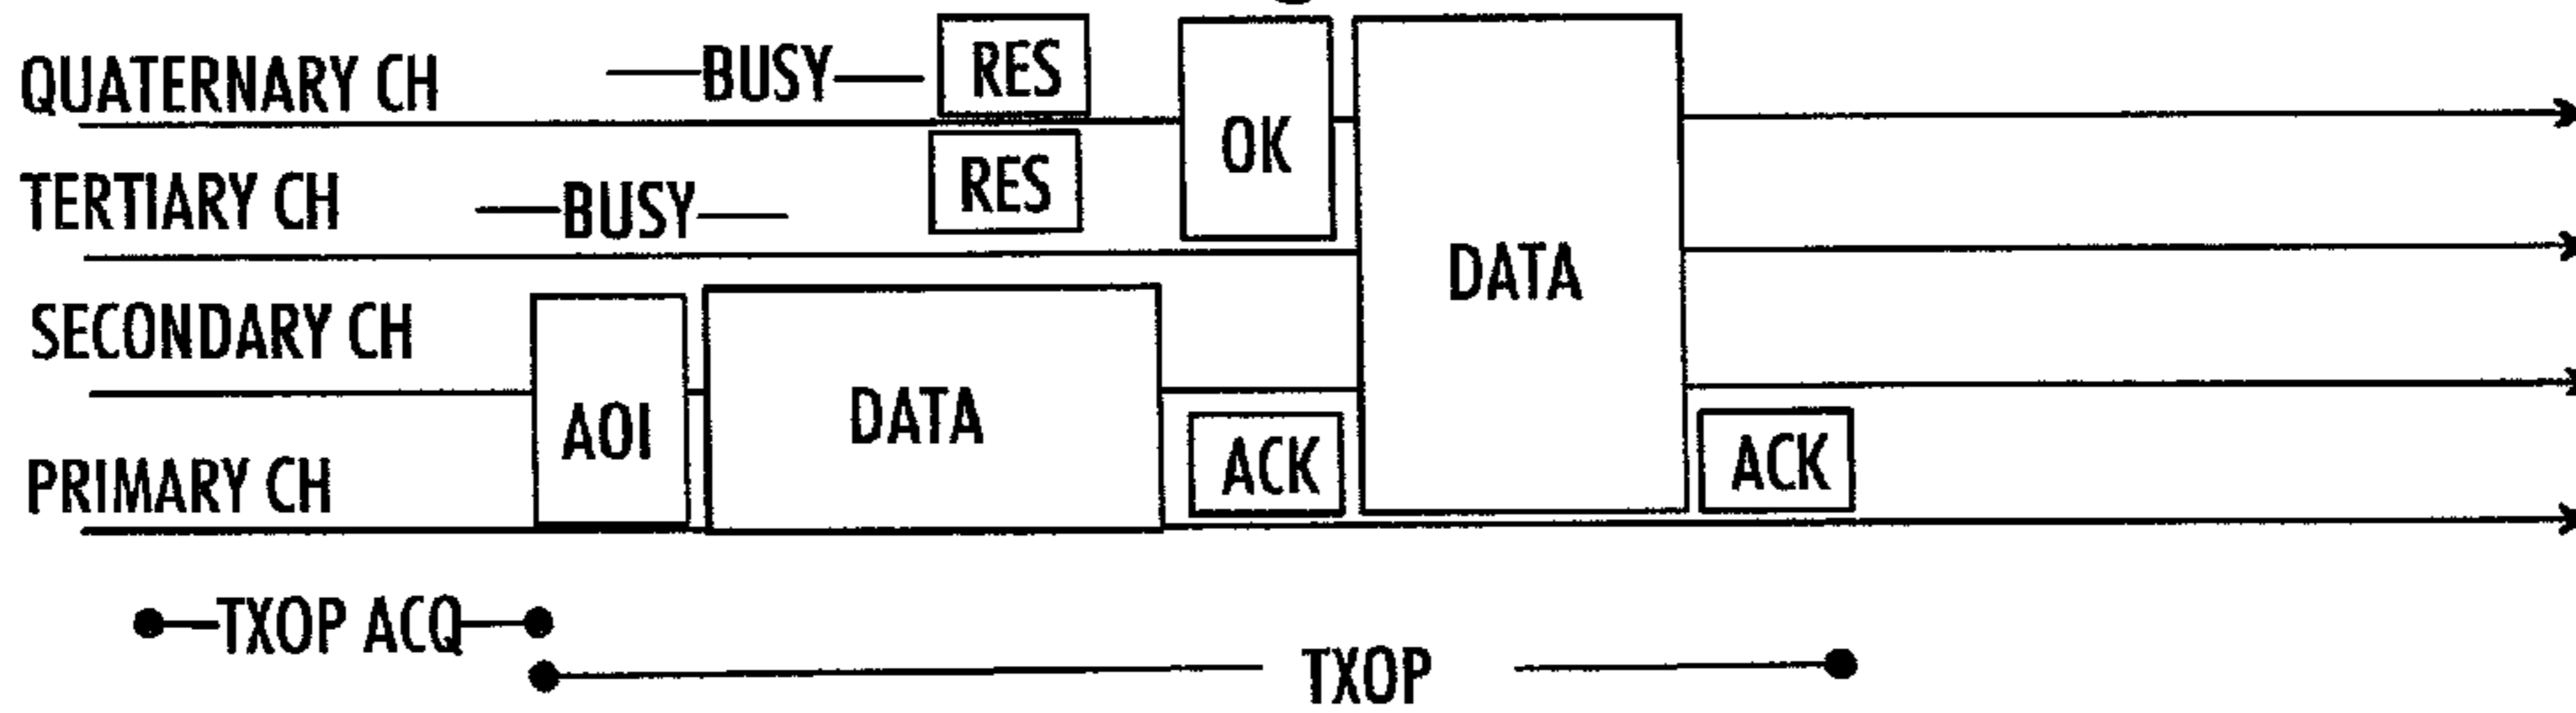 QUATERNARY CH
BUSY
RES
OK
TERTIARY CH
BUSY
RES
DATA
SECONDARY CH
AOI
DATA
PRIMARY CH
ACK
ACK
TXOP ACQ
TXOP